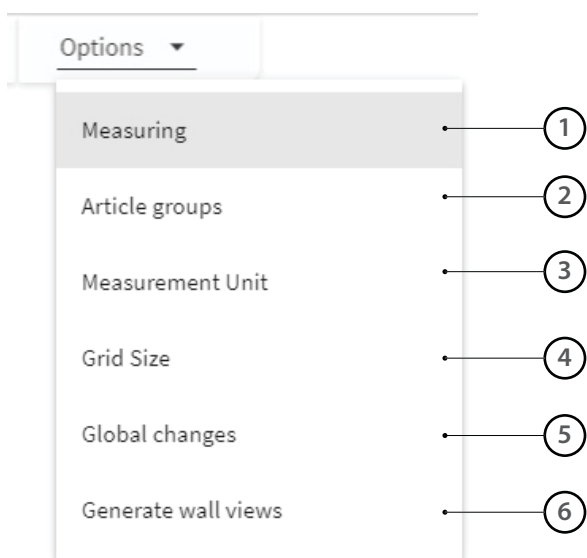 Options
Measuring 1
Article groups 2
Measurement Unit 3
Grid Size 4
Global changes 5
Generate wall views 6